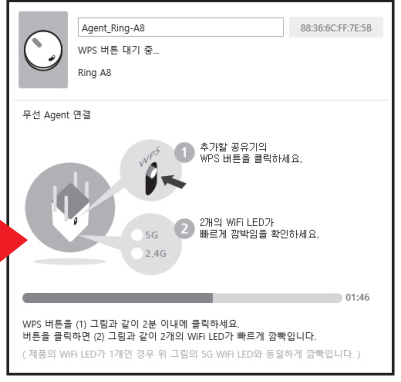 Agent_Ring-A8
88:36:6C:FF:7E:5B
WPS 버튼 대기 중...
Ring A8
무선 Agent 연결
WPS
1
추가할 공유기의
WPS 버튼을 클릭하세요.
2
2개의 WiFi LED가
빠르게 깜박임을 확인하세요.
5G
2.4G
01:46
WPS 버튼을 (1) 그림과 같이 2분 이내에 클릭하세요.
버튼을 클릭하면 (2) 그림과 같이 2개의 WiFi LED가 빠르게 깜빡입니다.
( 제품의 WiFi LED가 1개인 경우 위 그림의 5G WiFi LED와 동일하게 깜빡입니다. )